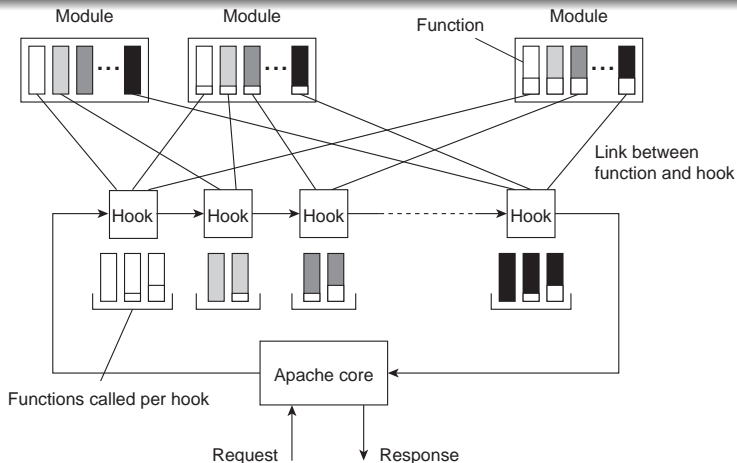 Module
Module
Module
Function
...
...
...
Link between
function and hook
Hook
Hook
Hook
Hook
Functions called per hook
Apache core
Request
Response